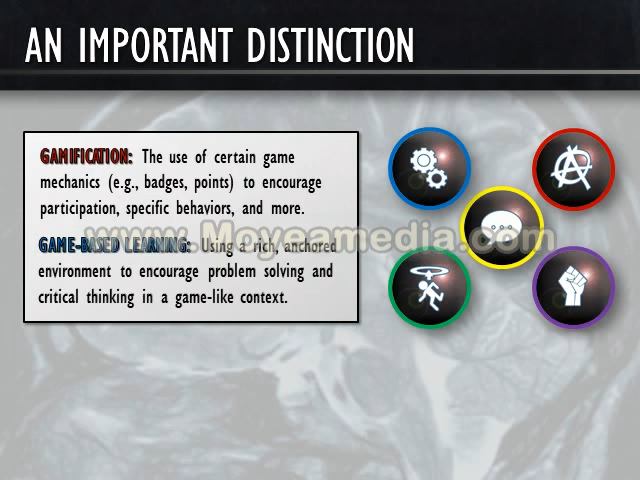 AN IMPORTANT DISTINCTION
GAMIFICATION: The use of certain game
mechanics (e.g., badges, points) to encourage
participation, specific behaviors, and more.
www.Moyeamedia.com
GAME-BASED LEARNING: Using a rich, anchored
environment to encourage problem solving and
critical thinking in a game-like context.